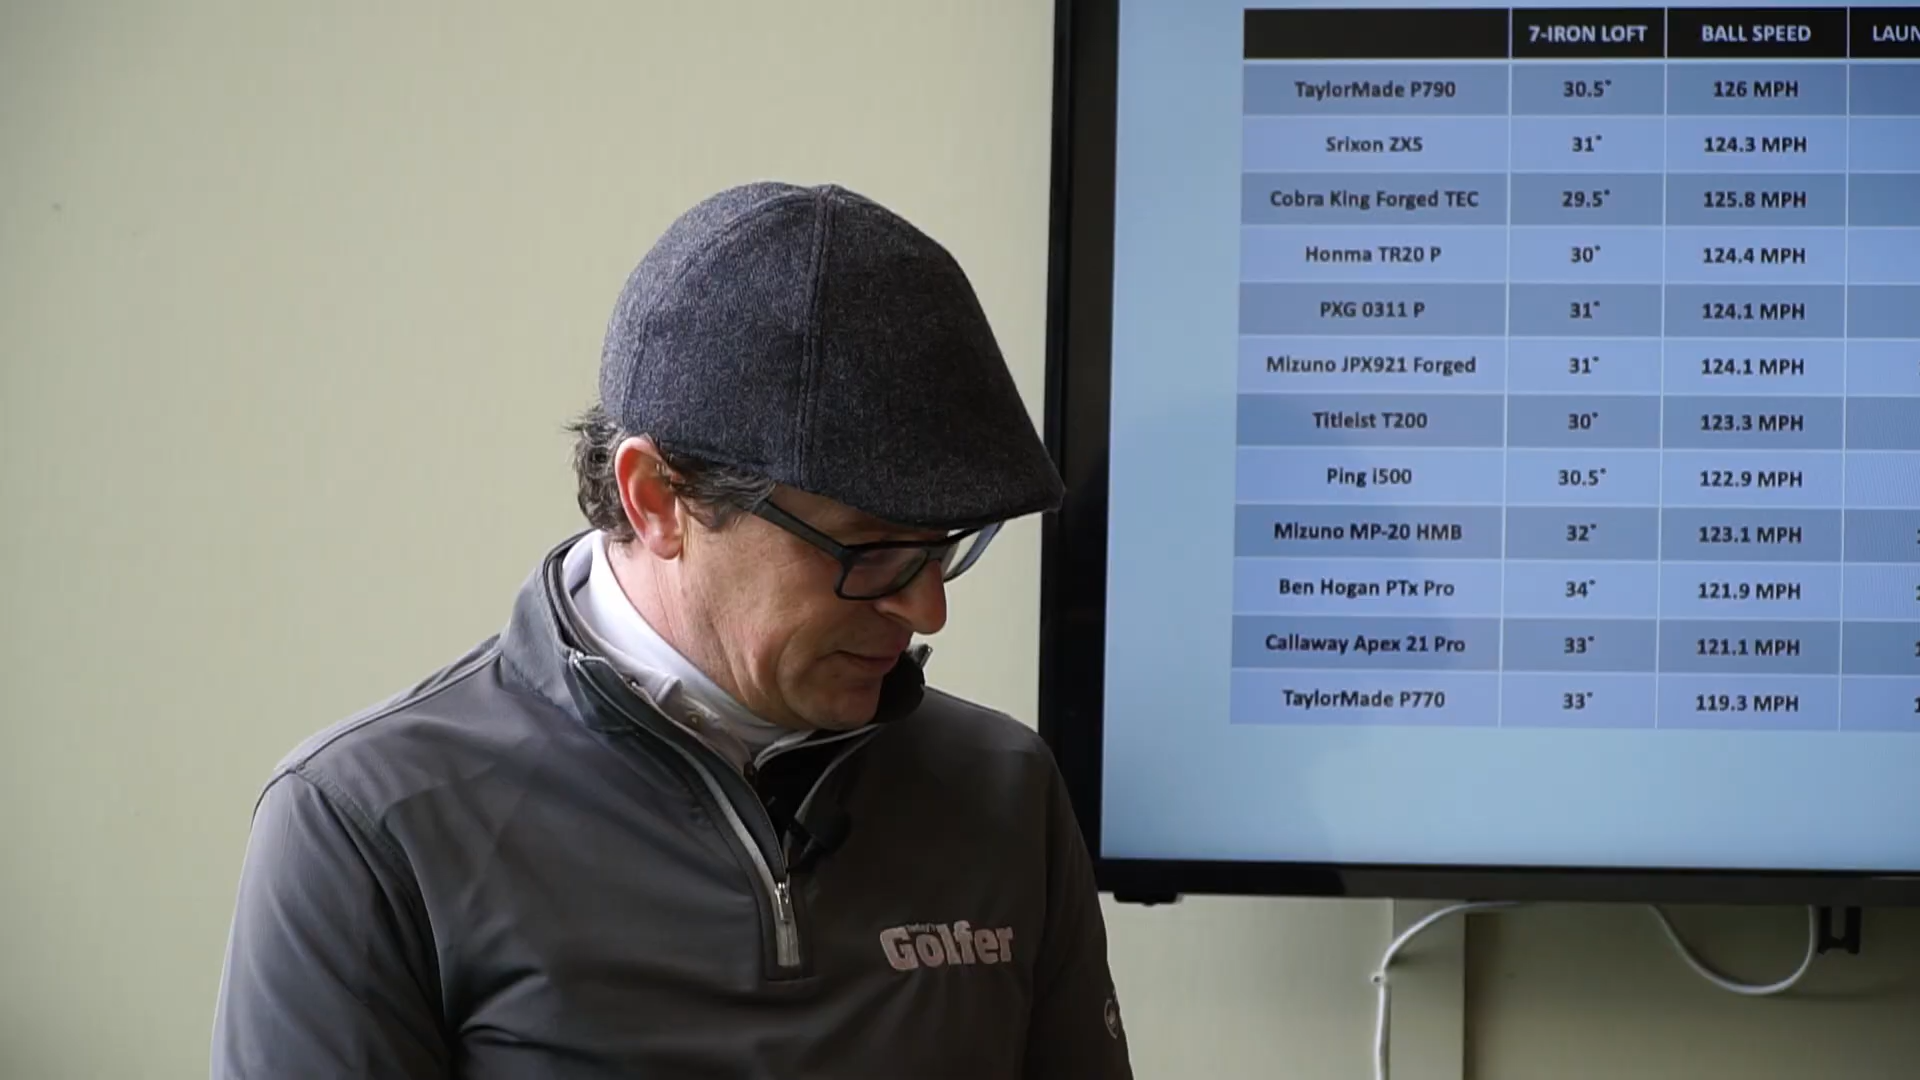 7-IRON LOFT BALL SPEED LAUN
TaylorMade P790 30.5° 126 MPH
Srixon ZX5 31° 124.3 MPH
Cobra King Forged TEC 29.5° 125.8 MPH
Honma TR20 P 30° 124.4 MPH
PXG 0311 P 31° 124.1 MPH
Mizuno JPX921 Forged 31° 124.1 MPH
Titleist T200 30° 123.3 MPH
Ping i500 30.5° 122.9 MPH
Mizuno MP-20 HMB 32° 123.1 MPH
Ben Hogan PTx Pro 34° 121.9 MPH
Callaway Apex 21 Pro 33° 121.1 MPH
TaylorMade P770 33° 119.3 MPH
today's
Golfer